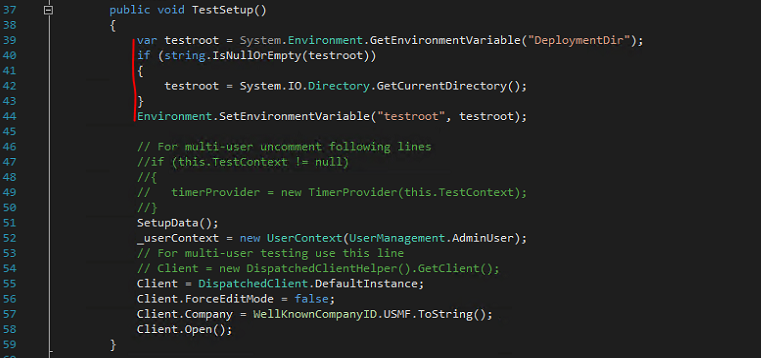 37 public void TestSetup()
38 {
39 var testroot = System.Environment.GetEnvironmentVariable("DeploymentDir");
40 if (string.IsNullOrEmpty(testroot))
41 {
42 testroot = System.IO.Directory.GetCurrentDirectory();
43 }
44 Environment.SetEnvironmentVariable("testroot", testroot);
45
46 // For multi-user uncomment following lines
47 //if (this.TestContext != null)
48 //{
49 // timerProvider = new TimerProvider(this.TestContext);
50 //}
51 SetupData();
52 _userContext = new UserContext(UserManagement.AdminUser);
53 // For multi-user testing use this line
54 // Client = new DispatchedClientHelper().GetClient();
55 Client = DispatchedClient.DefaultInstance;
56 Client.ForceEditMode = false;
57 Client.Company = WellKnownCompanyID.USMF.ToString();
58 Client.Open();
59 }